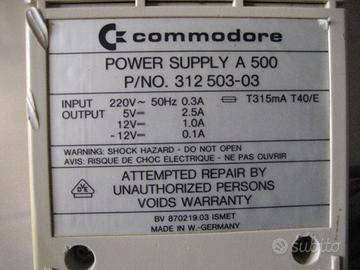 commodore
POWER SUPPLY A 500
P/NO. 312 503-03
INPUT 220V~ 50Hz 0.3A T315mA T40/E
OUTPUT 5V= 2.5A
12V= 1.0A
-12V= 0.1A
WARNING: SHOCK HAZARD - DO NOT OPEN
AVIS: RISQUE DE CHOC ELECTRIQUE - NE PAS OUVRIR
ATTEMPTED REPAIR BY
UNAUTHORIZED PERSONS
VOIDS WARRANTY
BV 870219.03 ISMET
MADE IN W.-GERMANY
subito